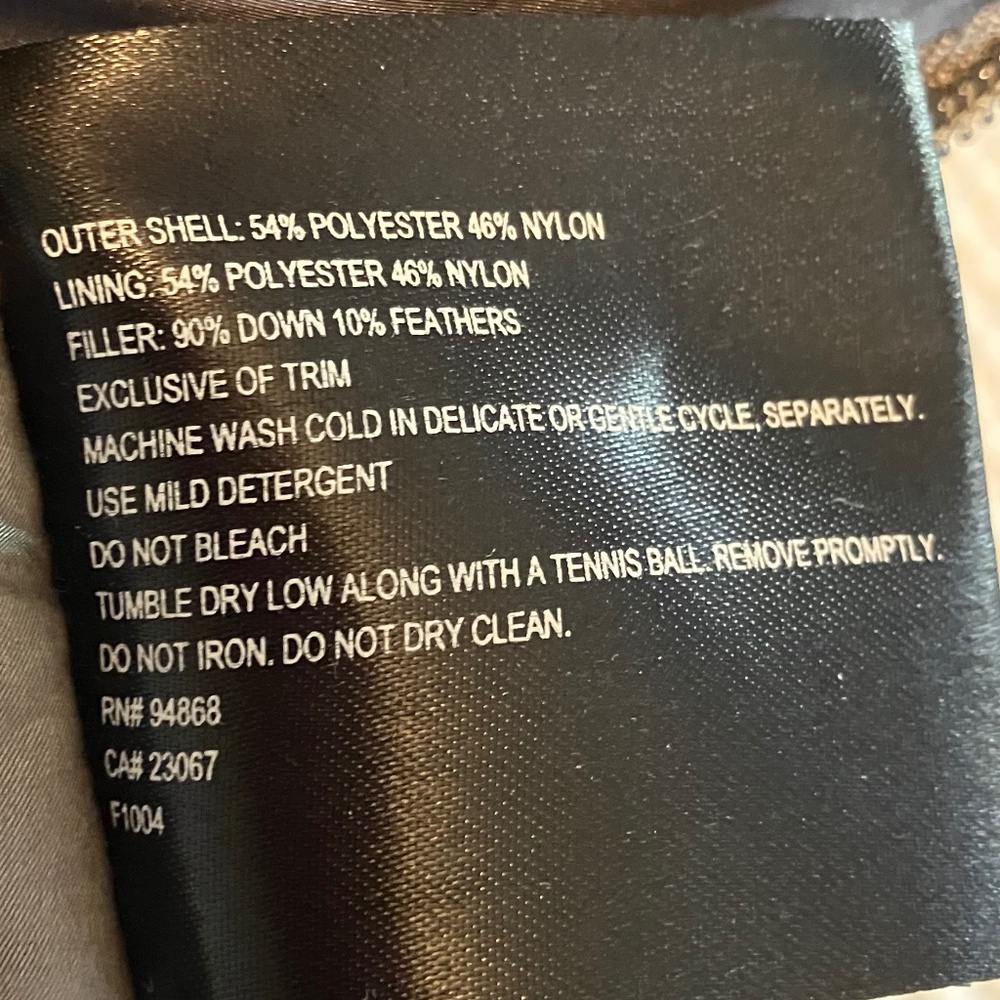 OUTER SHELL: 54% POLYESTER 46% NYLON
LINING: 54% POLYESTER 46% NYLON
FILLER: 90% DOWN 10% FEATHERS
EXCLUSIVE OF TRIM
MACHINE WASH COLD IN DELICATE OR GENTLE CYCLE, SEPARATELY.
USE MILD DETERGENT
DO NOT BLEACH
TUMBLE DRY LOW ALONG WITH A TENNIS BALL. REMOVE PROMPTLY.
DO NOT IRON. DO NOT DRY CLEAN.
RN# 94868
CA# 23067
F1004